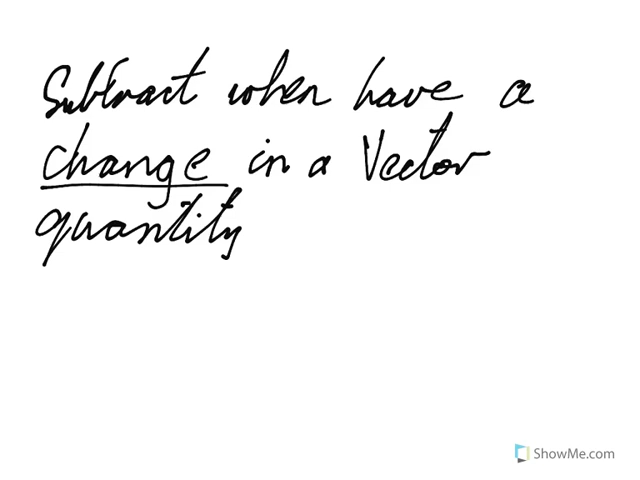 Subtract when have a
change in a Vector
quantity
ShowMe.com